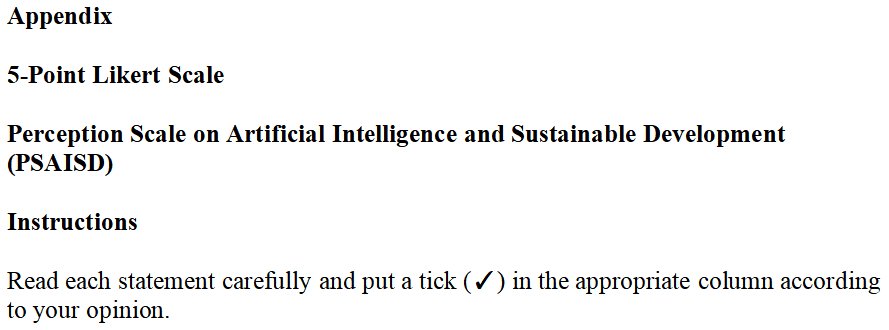 Appendix
5-Point Likert Scale
Perception Scale on Artificial Intelligence and Sustainable Development
(PSAISD)
Instructions
Read each statement carefully and put a tick (✓) in the appropriate column according
to your opinion.